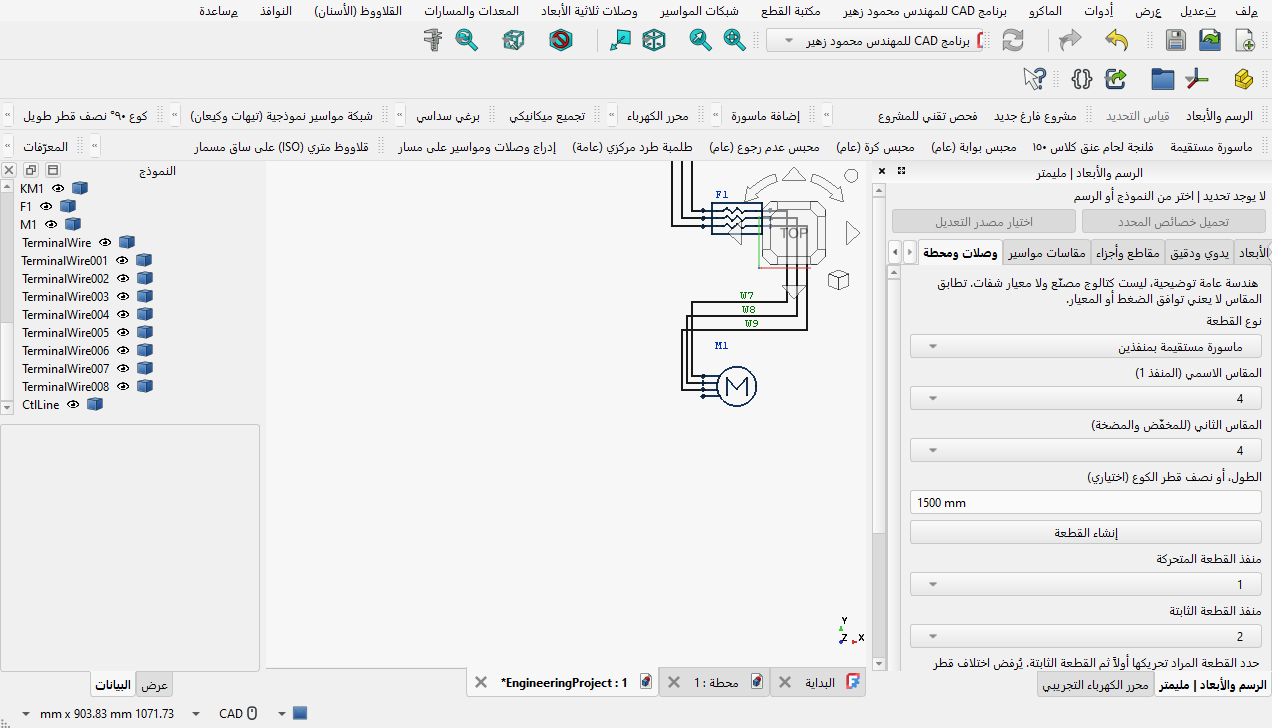 ملف تعديل عرض أدوات الماكرو برنامج CAD للمهندس محمود زهير مكتبة القطع شبكات المواسير وصلات ثلاثية الأبعاد المعدات والمسارات القلاووظ (الأسنان) النوافذ مساعدة
برنامج CAD للمهندس محمود زهير
الرسم والأبعاد قياس التحديد مشروع فارغ جديد فحص تقني للمشروع إضافة ماسورة محرر الكهرباء تجميع ميكانيكي برغي سداسي شبكة مواسير نموذجية (تيهات وكيعان) كوع ٩٠° نصف قطر طويل
ماسورة مستقيمة فلنجة لحام عنق كلاس ١٥٠ محبس بوابة (عام) محبس كرة (عام) محبس عدم رجوع (عام) طلمبة طرد مركزي (عامة) إدراج وصلات ومواسير على مسار قلاووظ متري (ISO) على ساق مسمار المعرّفات
النموذج
KM1
F1
M1
TerminalWire
TerminalWire001
TerminalWire002
TerminalWire003
TerminalWire004
TerminalWire005
TerminalWire006
TerminalWire007
TerminalWire008
CtlLine
عرض البيانات
F1
TOP
W7
W8
W9
M1
M
Y
Z X
الرسم والأبعاد | مليمتر
لا يوجد تحديد | اختر من النموذج أو الرسم
تحميل خصائص المحدد اختيار مصدر التعديل
الأبعاد يدوي ودقيق مقاطع وأجزاء مقاسات مواسير وصلات ومحطة
هندسة عامة توضيحية، ليست كتالوج مصنّع ولا معيار شفات. تطابق
المقاس لا يعني توافق الضغط أو المعيار.
نوع القطعة
ماسورة مستقيمة بمنفذين
المقاس الاسمي (المنفذ 1)
4
المقاس الثاني (للمخفّض والمضخة)
4
الطول، أو نصف قطر الكوع (اختياري)
1500 mm
إنشاء القطعة
منفذ القطعة المتحركة
1
منفذ القطعة الثابتة
2
حدد القطعة المراد تحريكها أولاً ثم القطعة الثابتة. يُرفض اختلاف قطر
الرسم والأبعاد | مليمتر محرر الكهرباء التجريبي
البداية محطة : 1 EngineeringProject : 1*
1071.73 mm x 903.83 mm CAD